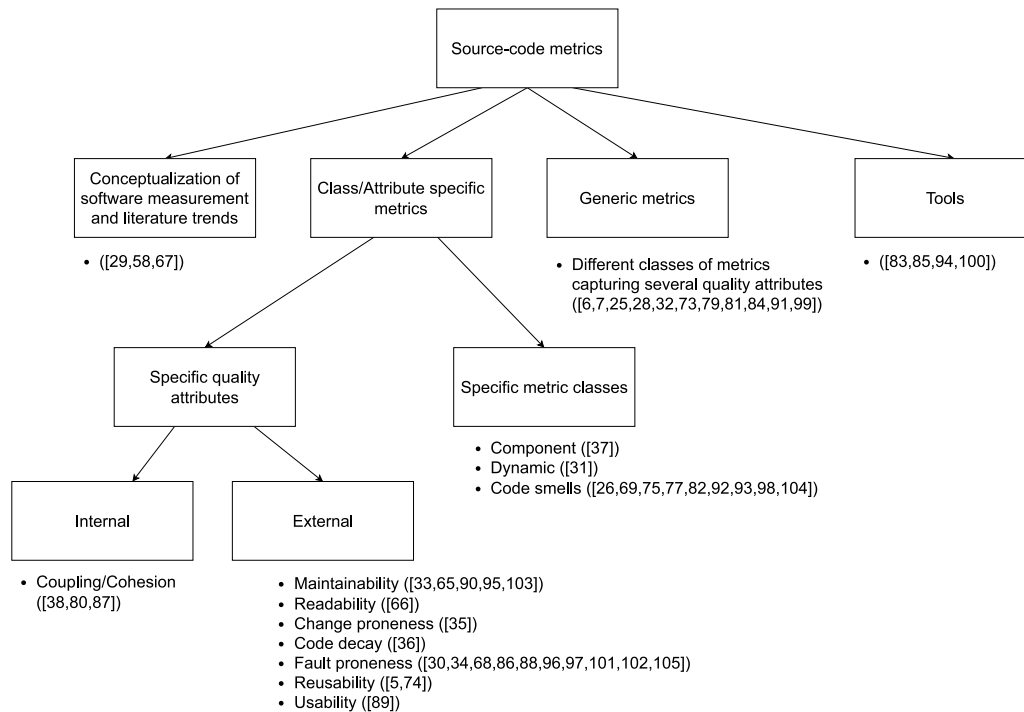 Source-code metrics
Conceptualization of
software measurement
and literature trends
Class/Attribute specific
metrics
Generic metrics
Tools
• ([29,58,67])
• Different classes of metrics
capturing several quality attributes
([6,7,25,28,32,73,79,81,84,91,99])
• ([83,85,94,100])
Specific quality
attributes
Specific metric classes
• Component ([37])
• Dynamic ([31])
• Code smells ([26,69,75,77,82,92,93,98,104])
Internal
External
• Coupling/Cohesion
([38,80,87])
• Maintainability ([33,65,90,95,103])
• Readability ([66])
• Change proneness ([35])
• Code decay ([36])
• Fault proneness ([30,34,68,86,88,96,97,101,102,105])
• Reusability ([5,74])
• Usability ([89])